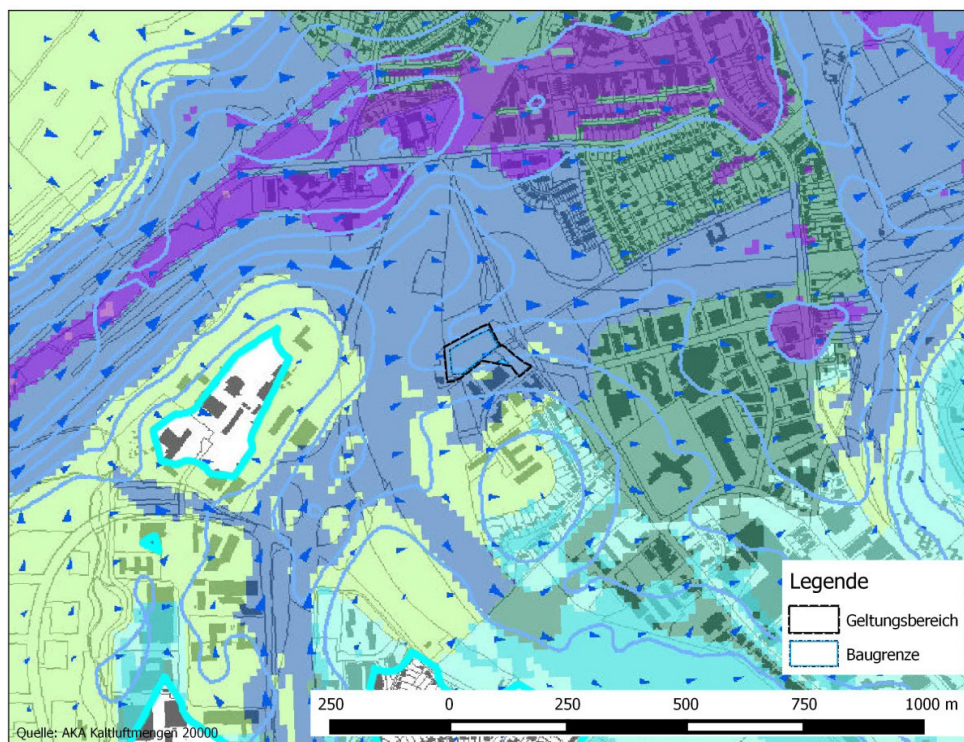 Legende
Geltungsbereich
Baugrenze
250 0 250 500 750 1000 m
Quelle: AKA Kaltluftmengen 20000